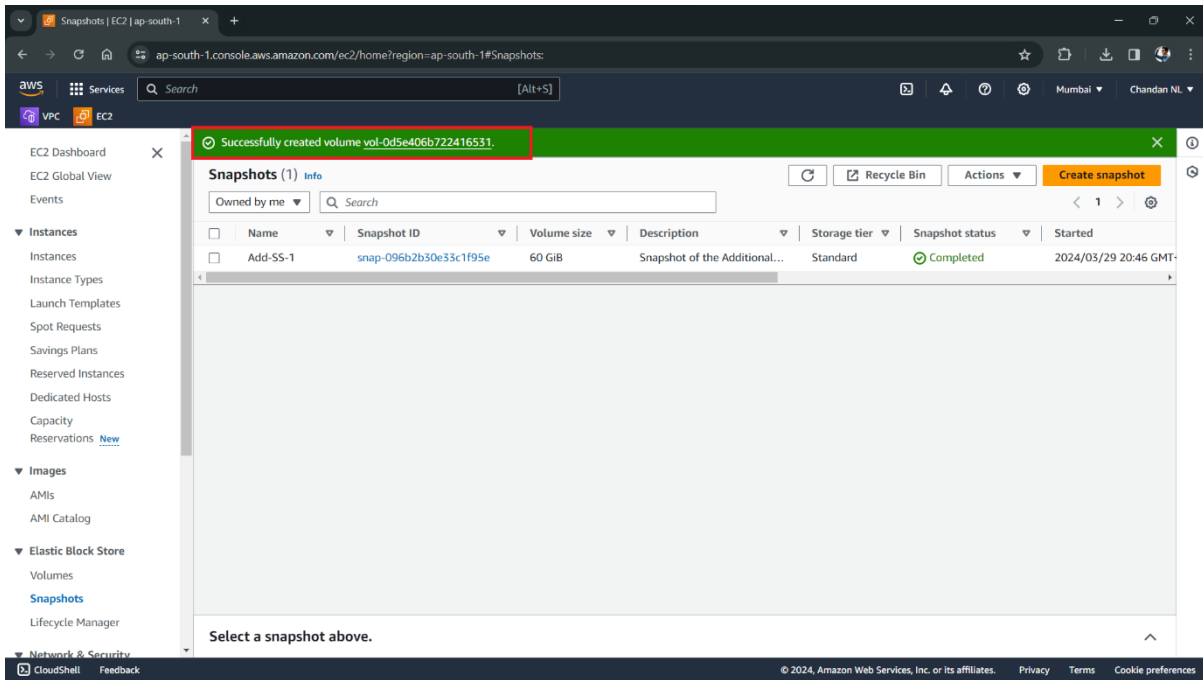 Snapshots | EC2 | ap-south-1
ap-south-1.console.aws.amazon.com/ec2/home?region=ap-south-1#Snapshots:
aws Services Search [Alt+S] Mumbai Chandan NL
VPC EC2
Successfully created volume vol-0d5e406b722416531.
EC2 Dashboard
EC2 Global View
Events
Instances
Instances
Instance Types
Launch Templates
Spot Requests
Savings Plans
Reserved Instances
Dedicated Hosts
Capacity
Reservations New
Images
AMIs
AMI Catalog
Elastic Block Store
Volumes
Snapshots
Lifecycle Manager
Network & Security
Snapshots (1) Info Recycle Bin Actions Create snapshot
Owned by me Search 1
Name Snapshot ID Volume size Description Storage tier Snapshot status Started
Add-SS-1 snap-096b2b30e33c1f95e 60 GiB Snapshot of the Additional... Standard Completed 2024/03/29 20:46 GMT+
Select a snapshot above.
CloudShell Feedback © 2024, Amazon Web Services, Inc. or its affiliates. Privacy Terms Cookie preferences